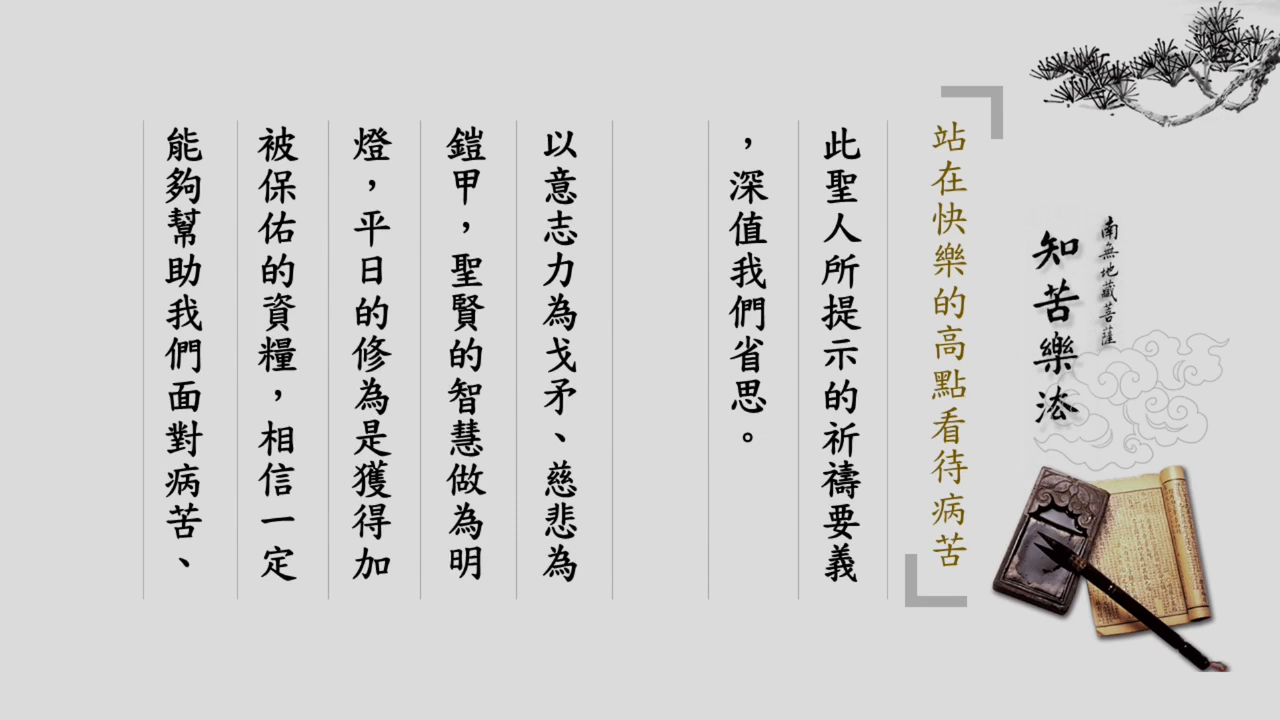 南無地藏菩薩
知苦樂法
站在快樂的高點看待病苦
此聖人所提示的祈禱要義
，深值我們省思。
以意志力為戈矛、慈悲為
鎧甲，聖賢的智慧做為明
燈，平日的修為是獲得加
被保佑的資糧，相信一定
能夠幫助我們面對病苦、